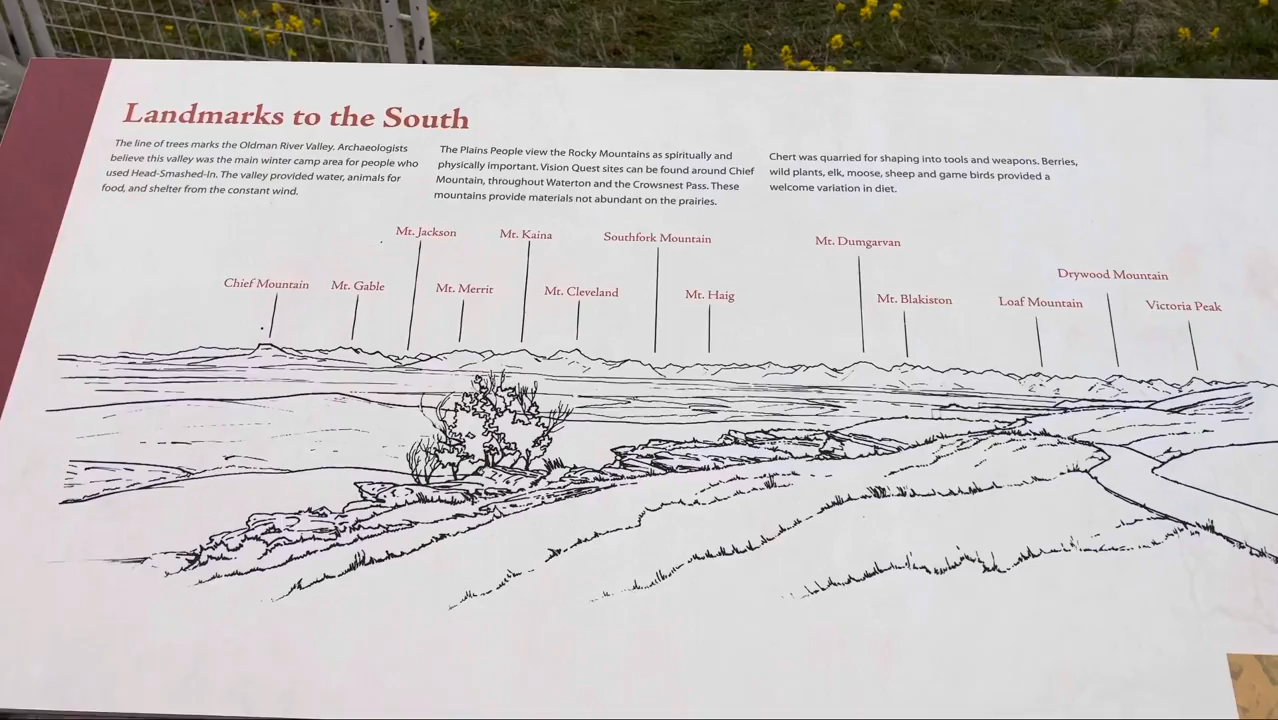 Landmarks to the South
The line of trees marks the Oldman River Valley. Archaeologists
believe this valley was the main winter camp area for people who
used Head-Smashed-In. The valley provided water, animals for
food, and shelter from the constant wind.
The Plains People view the Rocky Mountains as spiritually and
physically important. Vision Quest sites can be found around Chief
Mountain, throughout Waterton and the Crowsnest Pass. These
mountains provide materials not abundant on the prairies.
Chert was quarried for shaping into tools and weapons. Berries,
wild plants, elk, moose, sheep and game birds provided a
welcome variation in diet.
Chief Mountain
Mt. Gable
Mt. Jackson
Mt. Merrit
Mt. Kaina
Mt. Cleveland
Southfork Mountain
Mt. Haig
Mt. Dumgarvan
Mt. Blakiston
Loaf Mountain
Drywood Mountain
Victoria Peak